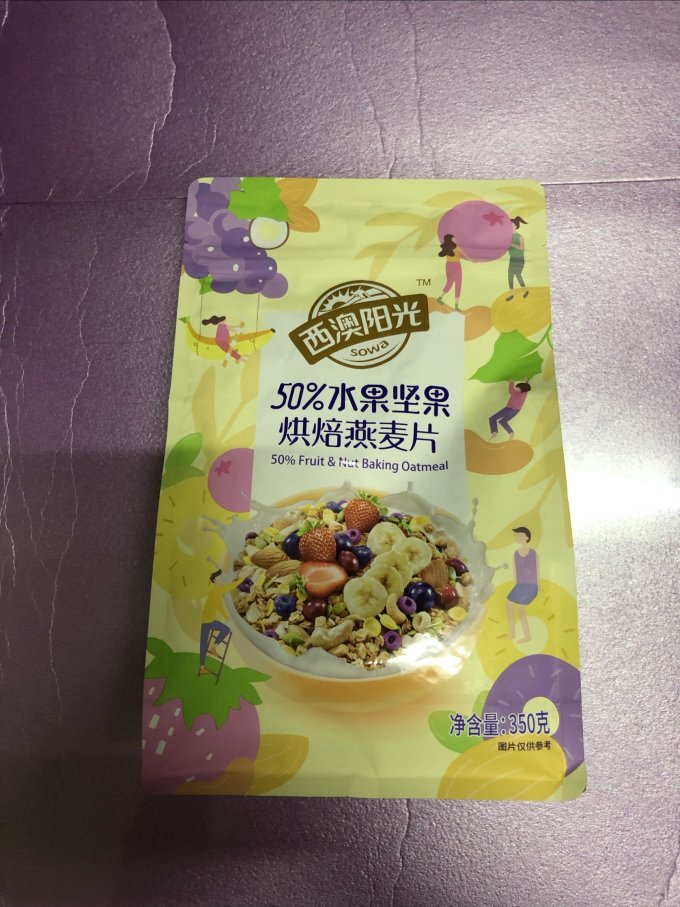 TM
西澳阳光
sowa
50%水果坚果
烘焙燕麦片
50% Fruit & Nut Baking Oatmeal
净含量:350克
图片仅供参考